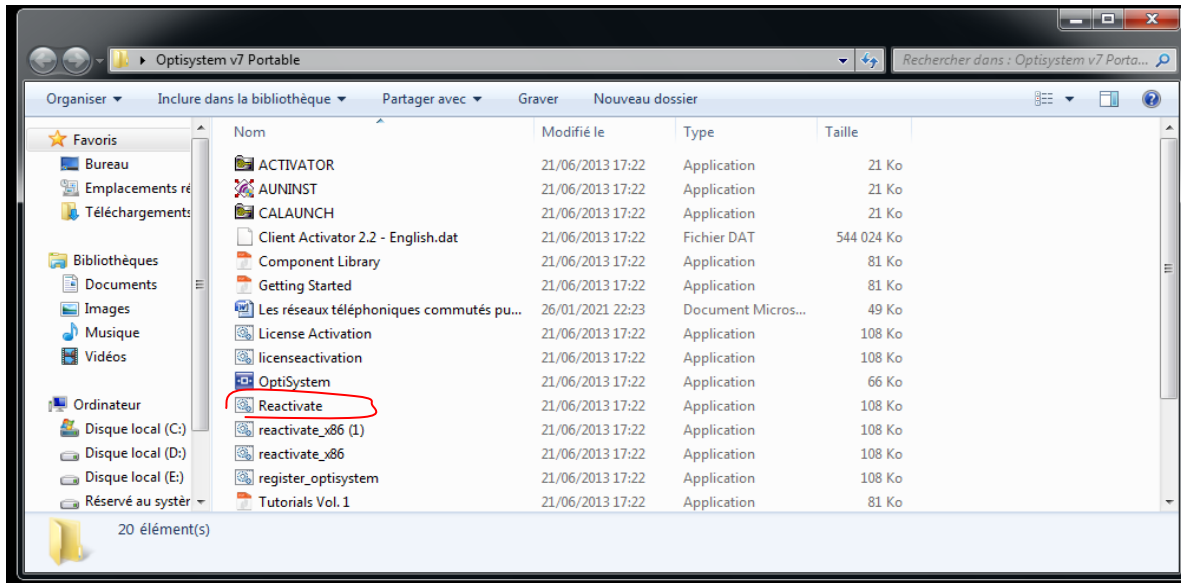 Optisystem v7 Portable
Rechercher dans : Optisystem v7 Porta...
Organiser Inclure dans la bibliothèque Partager avec Graver Nouveau dossier
Favoris
Bureau
Emplacements ré
Téléchargements
Bibliothèques
Documents
Images
Musique
Vidéos
Ordinateur
Disque local (C:)
Disque local (D:)
Disque local (E:)
Réservé au systèr
Nom Modifié le Type Taille
ACTIVATOR 21/06/2013 17:22 Application 21 Ko
AUNINST 21/06/2013 17:22 Application 21 Ko
CALAUNCH 21/06/2013 17:22 Application 21 Ko
Client Activator 2.2 - English.dat 21/06/2013 17:22 Fichier DAT 544 024 Ko
Component Library 21/06/2013 17:22 Application 81 Ko
Getting Started 21/06/2013 17:22 Application 81 Ko
Les réseaux téléphoniques commutés pu... 26/01/2021 22:23 Document Micros... 49 Ko
License Activation 21/06/2013 17:22 Application 108 Ko
licenseactivation 21/06/2013 17:22 Application 108 Ko
OptiSystem 21/06/2013 17:22 Application 66 Ko
Reactivate 21/06/2013 17:22 Application 108 Ko
reactivate_x86 (1) 21/06/2013 17:22 Application 108 Ko
reactivate_x86 21/06/2013 17:22 Application 108 Ko
register_optisystem 21/06/2013 17:22 Application 108 Ko
Tutorials Vol. 1 21/06/2013 17:22 Application 81 Ko
20 élément(s)